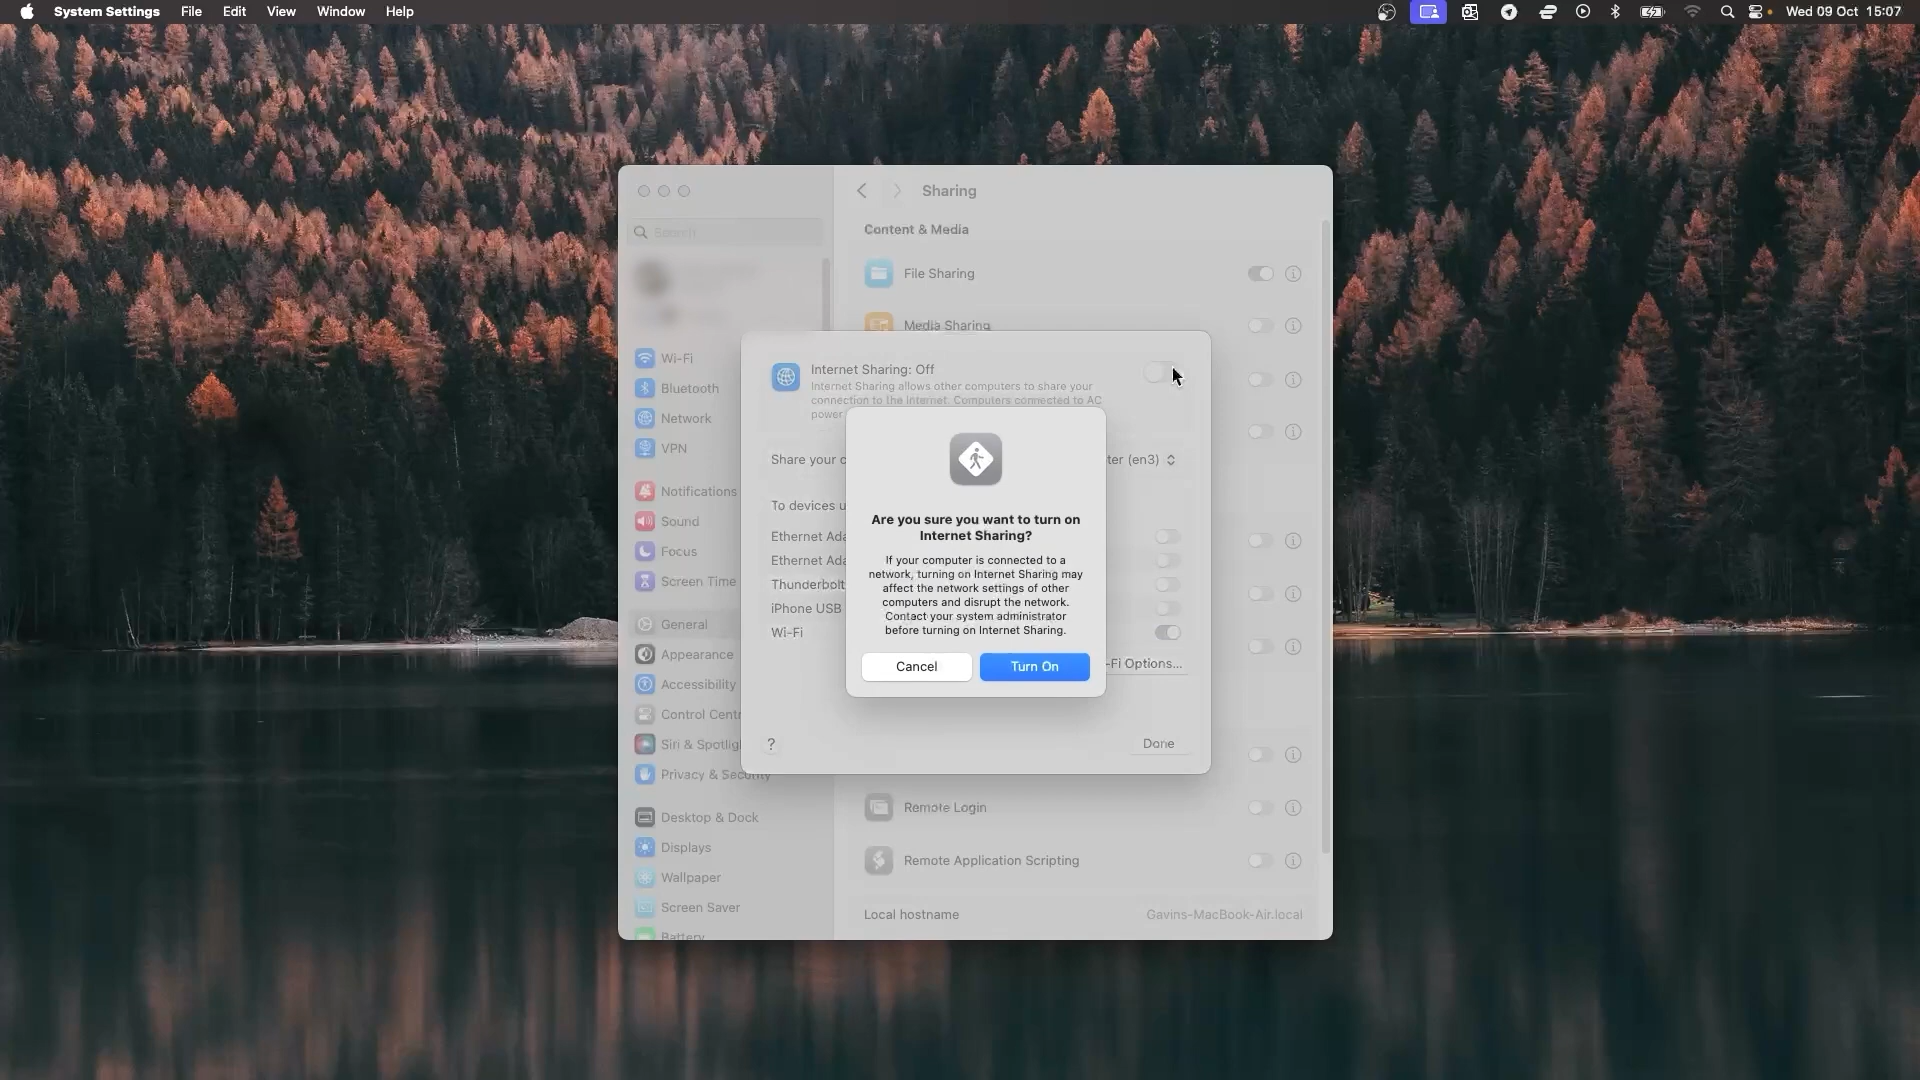 System Settings File Edit View Window Help
Wed 09 Oct 15:07
Sharing
Search
Content & Media
File Sharing
Media Sharing
Wi-Fi
Bluetooth
Network
VPN
Notifications
Sound
Focus
Screen Time
General
Appearance
Accessibility
Control Centr
Siri & Spotlig
Privacy & Security
Desktop & Dock
Displays
Wallpaper
Screen Saver
Battery
Internet Sharing: Off
Internet Sharing allows other computers to share your
connection to the Internet. Computers connected to AC
power
Share your c
ter (en3)
To devices u
Ethernet Ada
Ethernet Ada
Thunderbolt
iPhone USB
Wi-Fi
-Fi Options...
?
Done
Are you sure you want to turn on
Internet Sharing?
If your computer is connected to a
network, turning on Internet Sharing may
affect the network settings of other
computers and disrupt the network.
Contact your system administrator
before turning on Internet Sharing.
Cancel
Turn On
Remote Login
Remote Application Scripting
Local hostname
Gavins-MacBook-Air.local